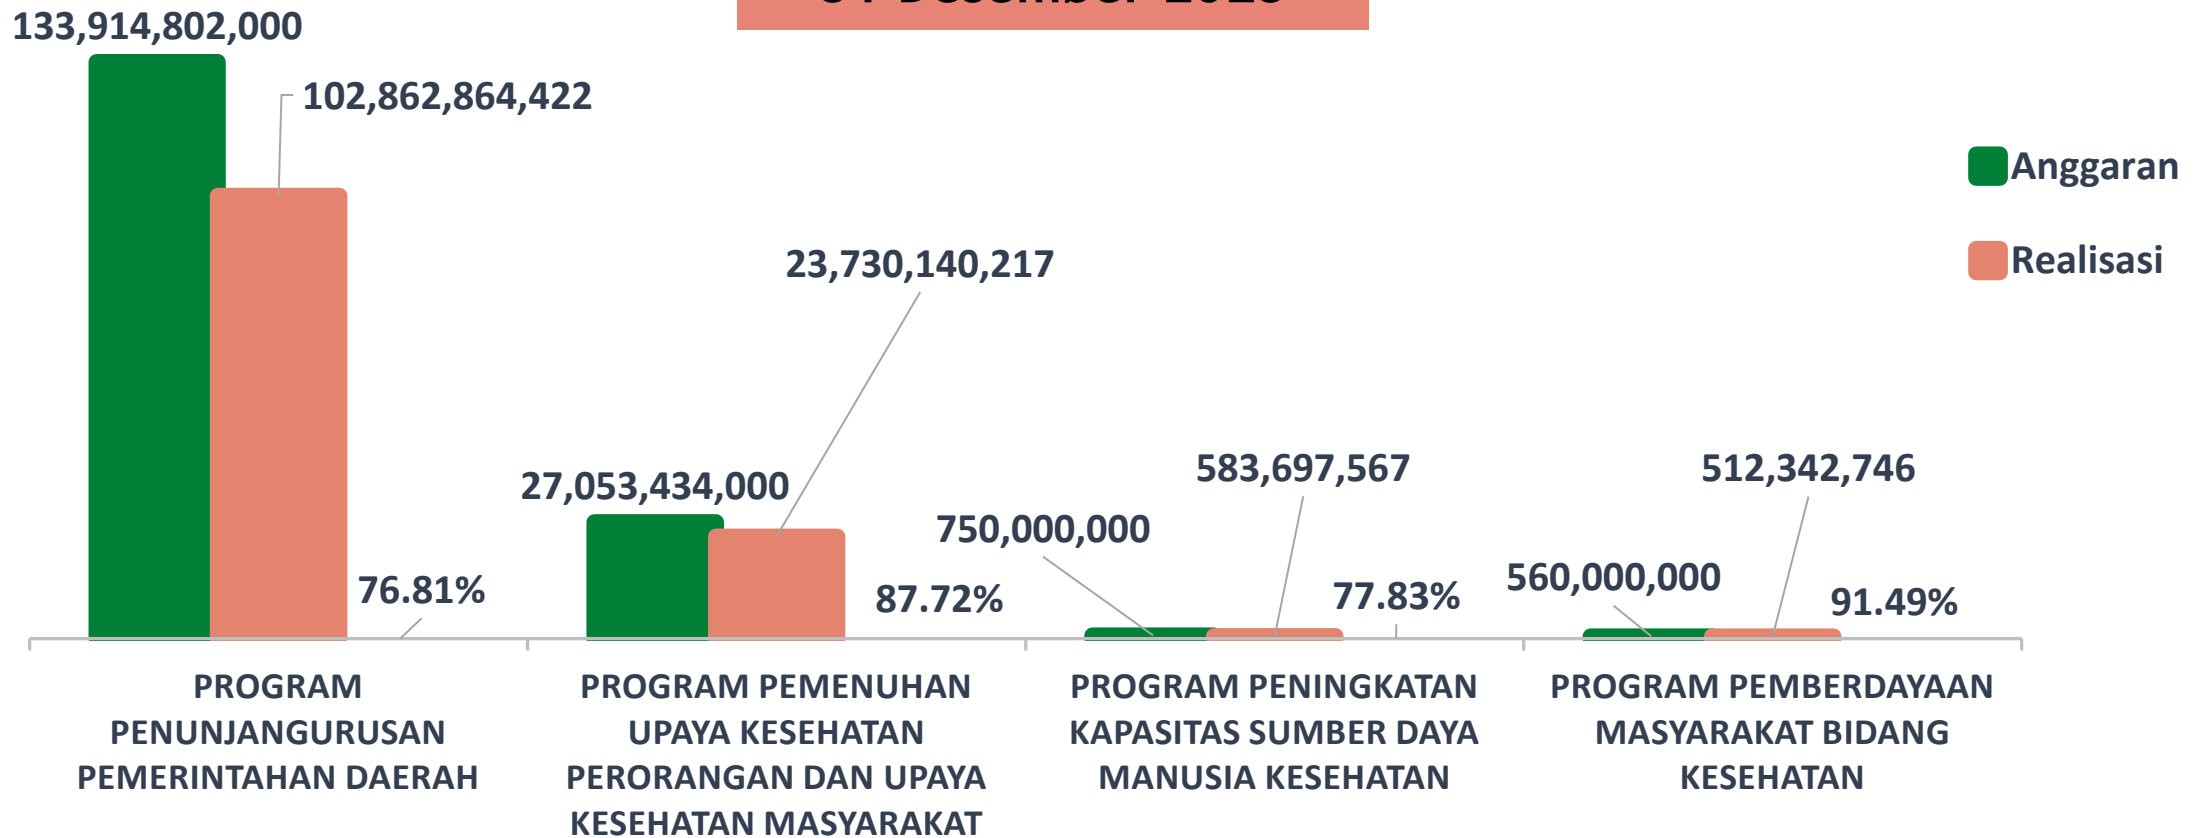 133,914,802,000
102,862,864,422
76.81%
27,053,434,000
23,730,140,217
87.72%
750,000,000
583,697,567
77.83%
560,000,000
512,342,746
91.49%
Anggaran
Realisasi
PROGRAM
PENUNJANGURUSAN
PEMERINTAHAN DAERAH
PROGRAM PEMENUHAN
UPAYA KESEHATAN
PERORANGAN DAN UPAYA
KESEHATAN MASYARAKAT
PROGRAM PENINGKATAN
KAPASITAS SUMBER DAYA
MANUSIA KESEHATAN
PROGRAM PEMBERDAYAAN
MASYARAKAT BIDANG
KESEHATAN